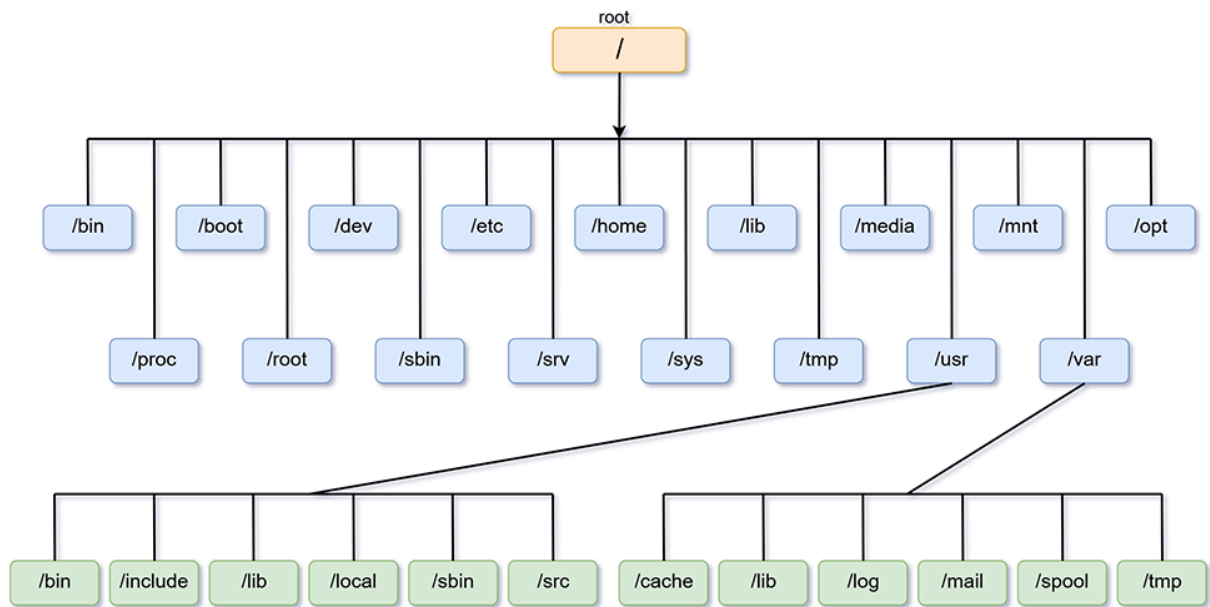 root
/
/bin
/boot
/dev
/etc
/home
/lib
/media
/mnt
/opt
/proc
/root
/sbin
/srv
/sys
/tmp
/usr
/var
/bin
/include
/lib
/local
/sbin
/src
/cache
/lib
/log
/mail
/spool
/tmp